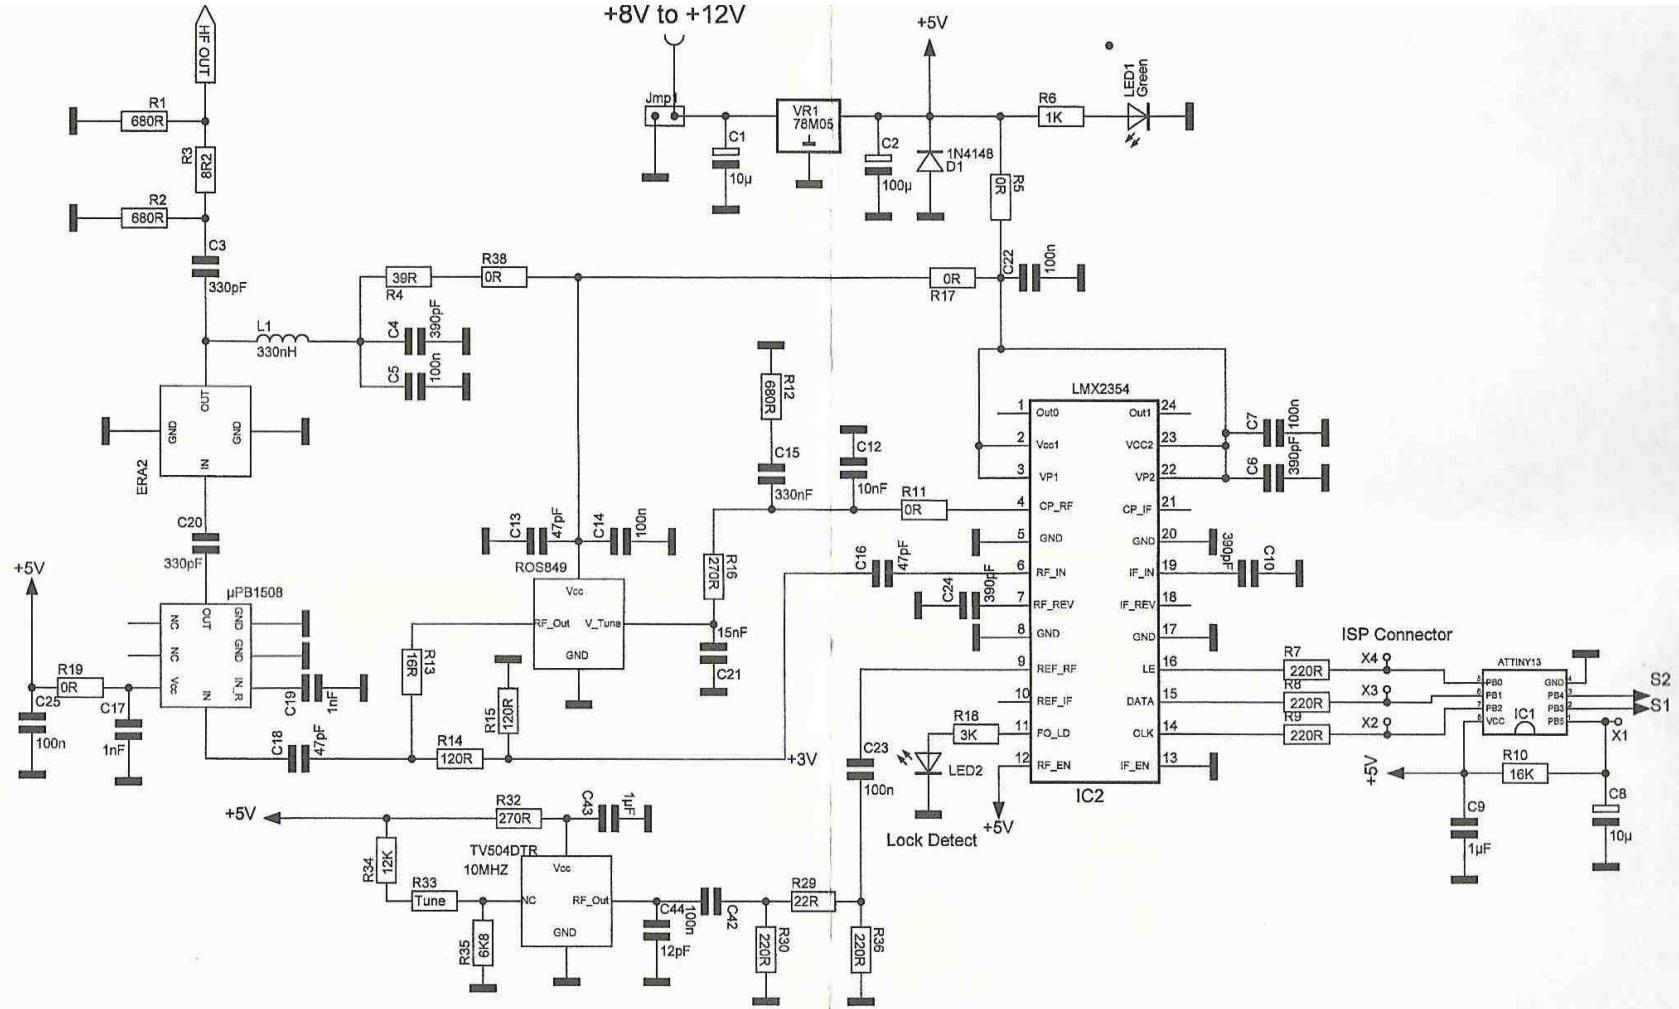 +8V to +12V
+5V
HF OUT
R1
680R
R3
8R2
R2
680R
C3
330pF
Jmp1
C1
10µ
VR1
78M05
C2
100µ
1N4148
D1
R6
1K
LED1
Green
R5
0R
C22
100n
R38
0R
39R
R4
0R
R17
L1
330nH
C4
390pF
C5
100n
OUT
GND
GND
IN
ERA2
C20
330pF
+5V
µPB1508
NC
OUT
GND
NC
GND
Vcc
IN
IN_R
R19
0R
C25
100n
C17
1nF
C19
1nF
C18
47pF
R12
680R
C15
330nF
C12
10nF
R11
0R
C13
47pF
C14
100n
ROS849
Vcc
RF_Out
V_Tune
GND
R16
270R
15nF
C21
R13
16R
R15
120R
R14
120R
+3V
C16
47pF
C24
390pF
LMX2354
1
Out0
Out1
24
2
Vcc1
VCC2
23
3
VP1
VP2
22
4
CP_RF
CP_IF
21
5
GND
GND
20
6
RF_IN
IF_IN
19
7
RF_REV
IF_REV
18
8
GND
GND
17
9
REF_RF
LE
16
10
REF_IF
DATA
15
11
FO_LD
CLK
14
12
RF_EN
IF_EN
13
IC2
C7
100n
C6
390pF
390pF
C10
R18
3K
LED2
Lock Detect
+5V
C23
100n
ISP Connector
R7
220R
R8
220R
R9
220R
X4
X3
X2
ATTINY13
5
PB0
GND
4
6
PB1
PB4
3
7
PB2
PB3
2
8
VCC
IC1
PB5
1
S2
S1
X1
+5V
R10
16K
C9
1µF
C8
10µ
+5V
R32
270R
C43
1µF
TV504DTR
10MHZ
Vcc
NC
RF_Out
GND
R34
12K
R33
Tune
R35
6K8
C44
12pF
100n
C42
R29
22R
R30
220R
R36
220R